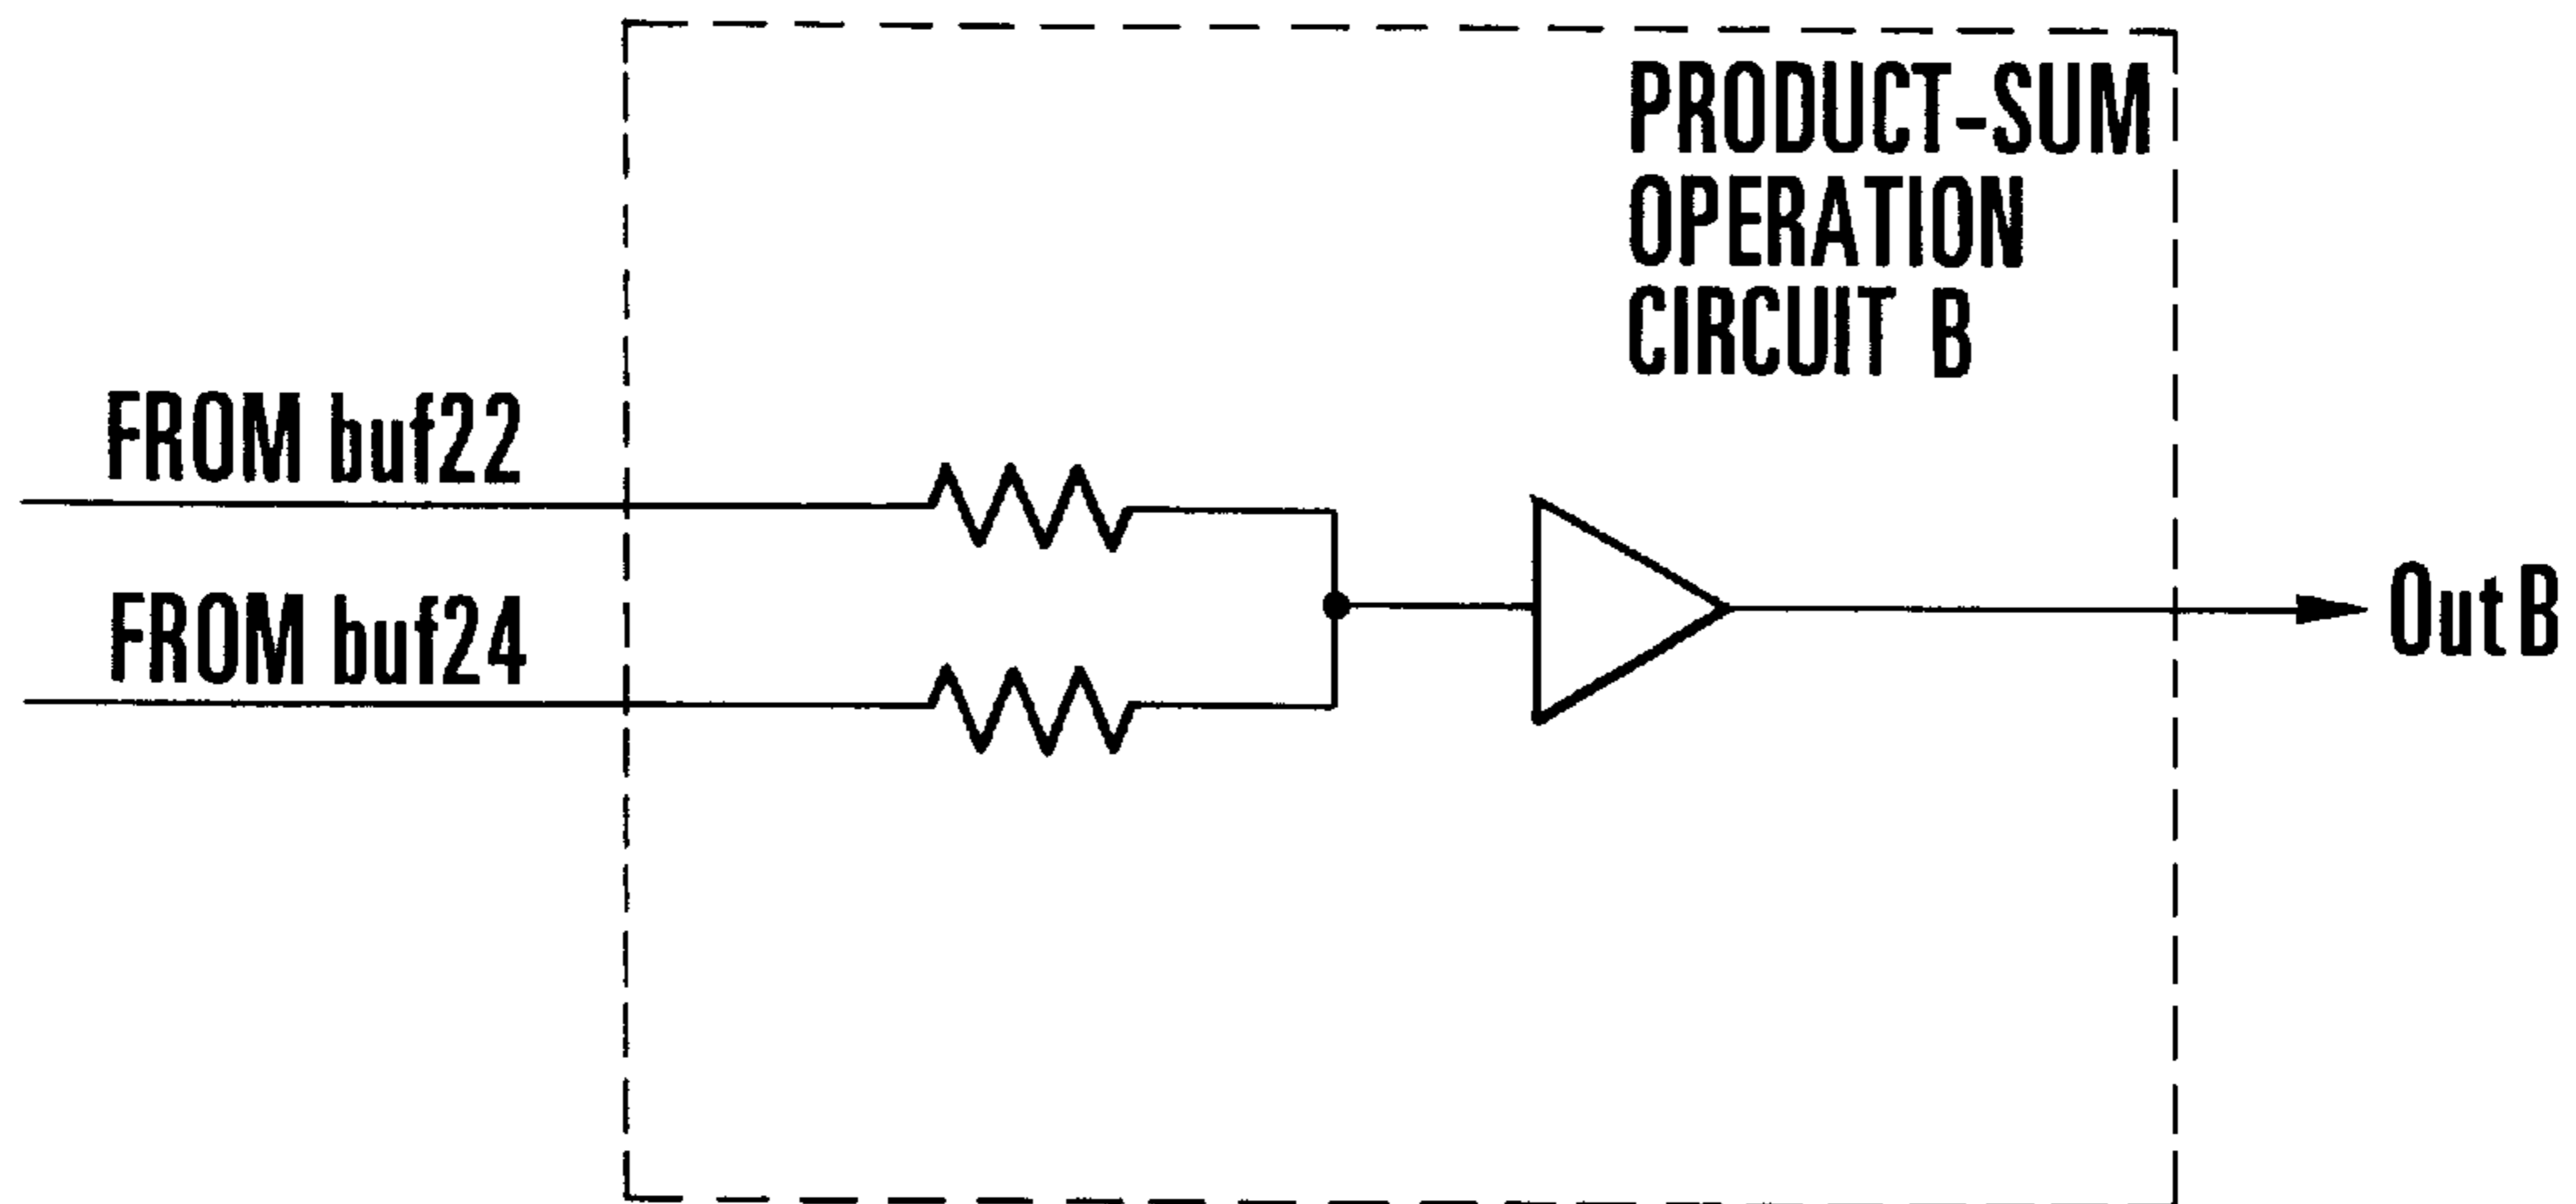 PRODUCT-SUM
OPERATION
CIRCUIT B
FROM buf22
FROM buf24
Out B